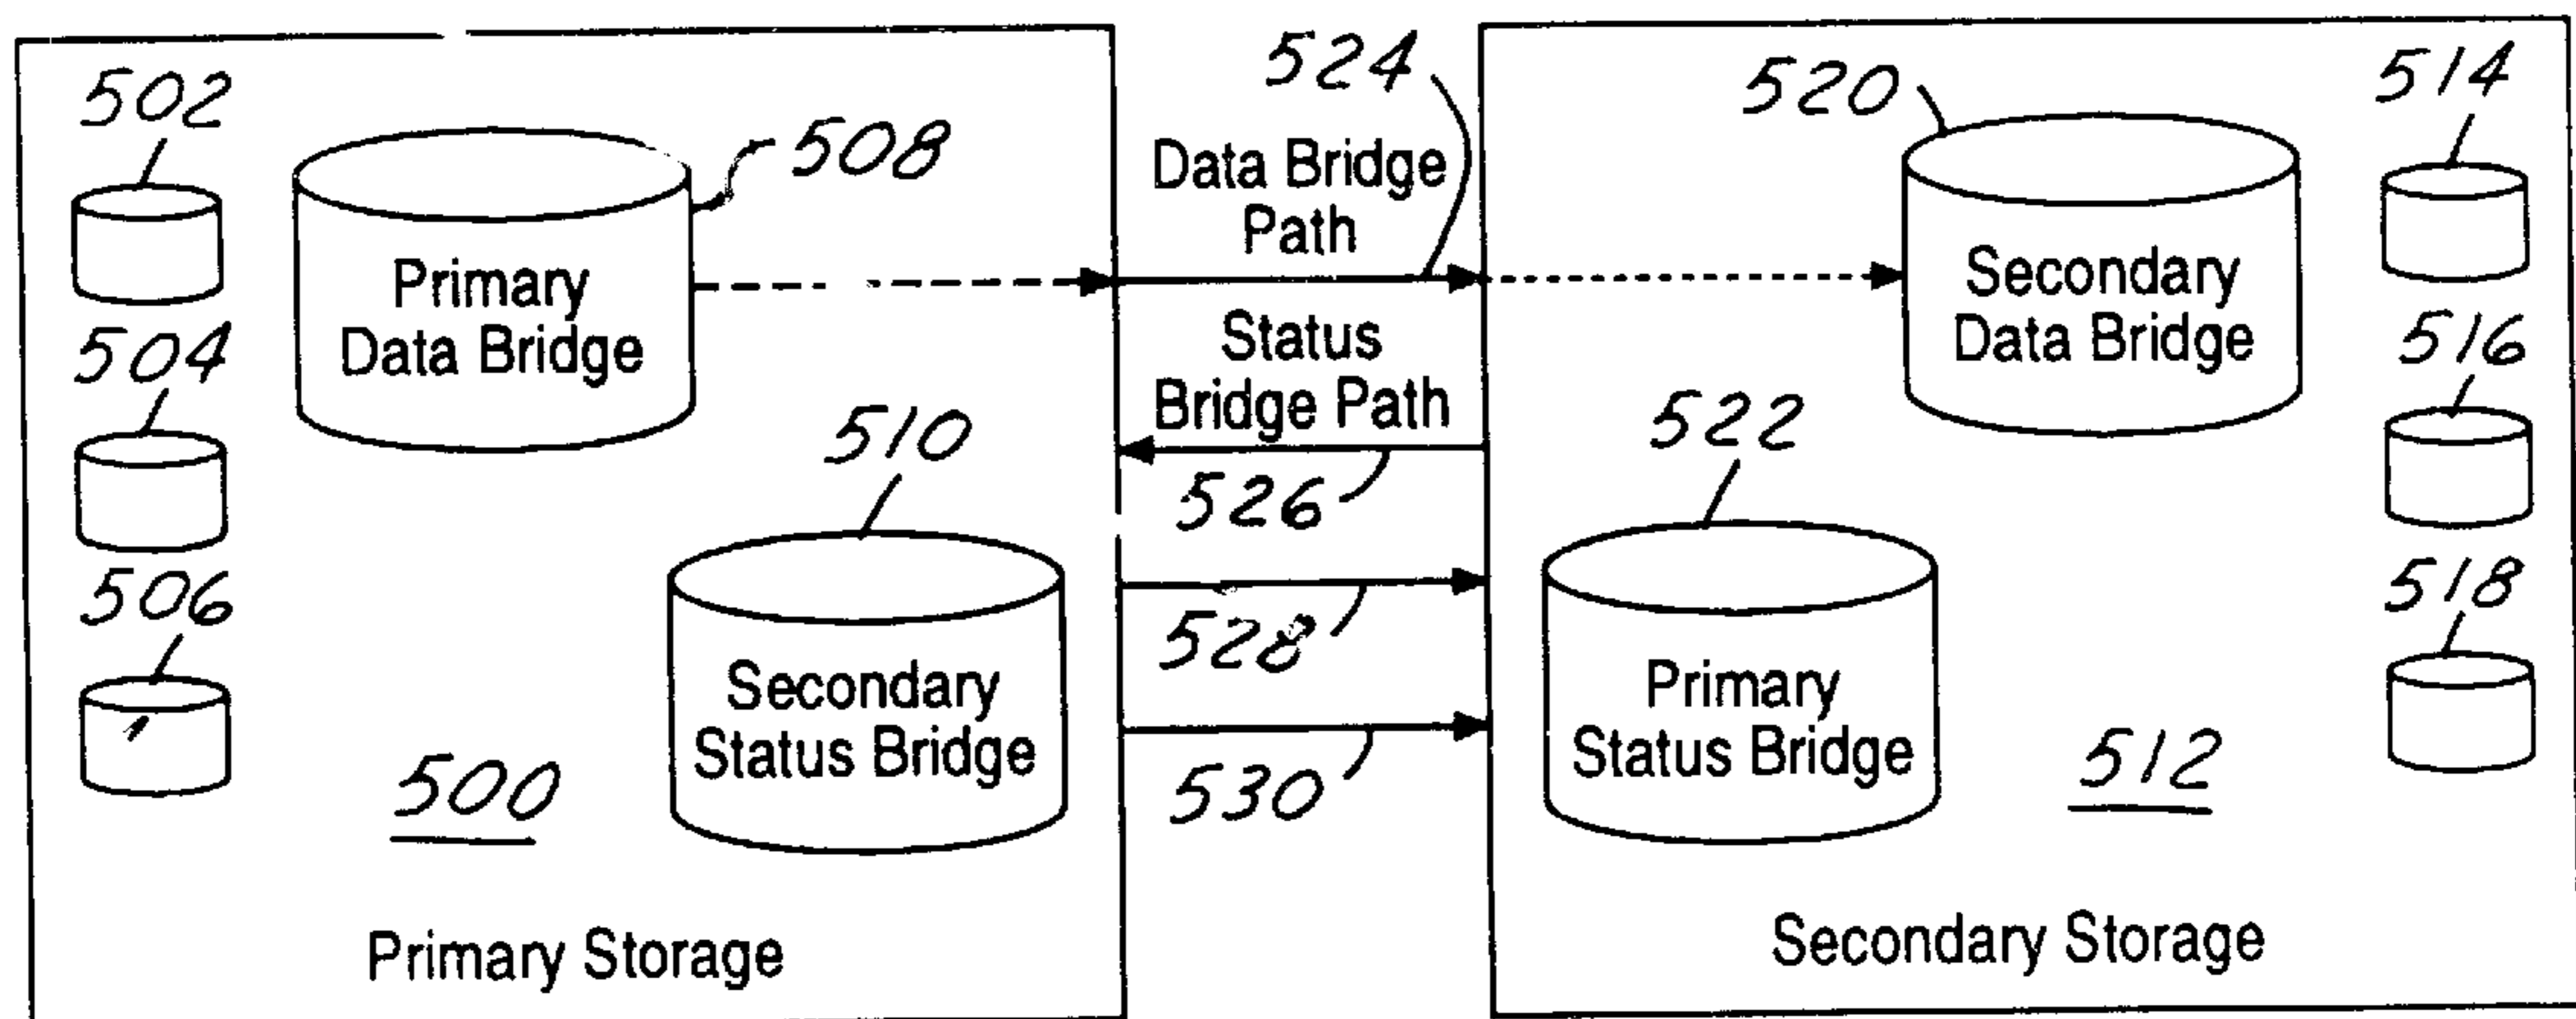 502
508
524
520
514
Data Bridge
Path
Primary
Data Bridge
Secondary
Data Bridge
504
Status
Bridge Path
516
510
526
522
506
528
518
Secondary
Status Bridge
Primary
Status Bridge
500
530
512
Primary Storage
Secondary Storage